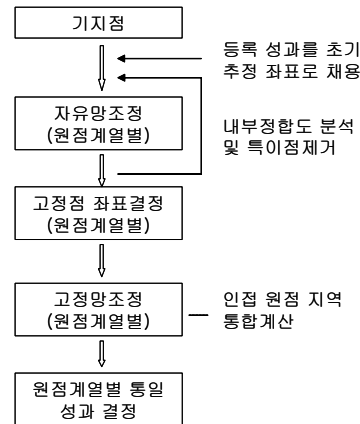 기지점
등록 성과를 초기
추정 좌표로 채용
자유망조정
(원점계열별)
내부정합도 분석
및 특이점제거
고정점 좌표결정
(원점계열별)
고정망조정
(원점계열별)
인접 원점 지역
통합계산
원점계열별 통일
성과 결정